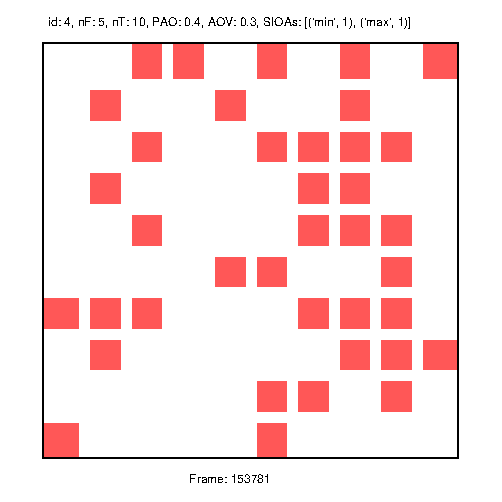 id: 4, nF: 5, nT: 10, PAO: 0.4, AOV: 0.3, SIOAs: [('min', 1), ('max', 1)]
Frame: 153781